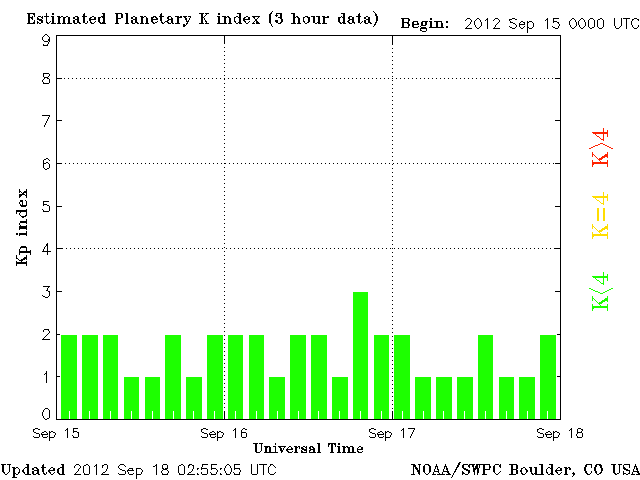 Estimated Planetary K index (3 hour data) Begin: 2012 Sep 15 0000 UTC
9
8
7
6
5
4
3
2
1
0
Kp index
K>4
K=4
K<4
Sep 15 Sep 16 Sep 17 Sep 18
Universal Time
Updated 2012 Sep 18 02:55:05 UTC NOAA/SWPC Boulder, CO USA